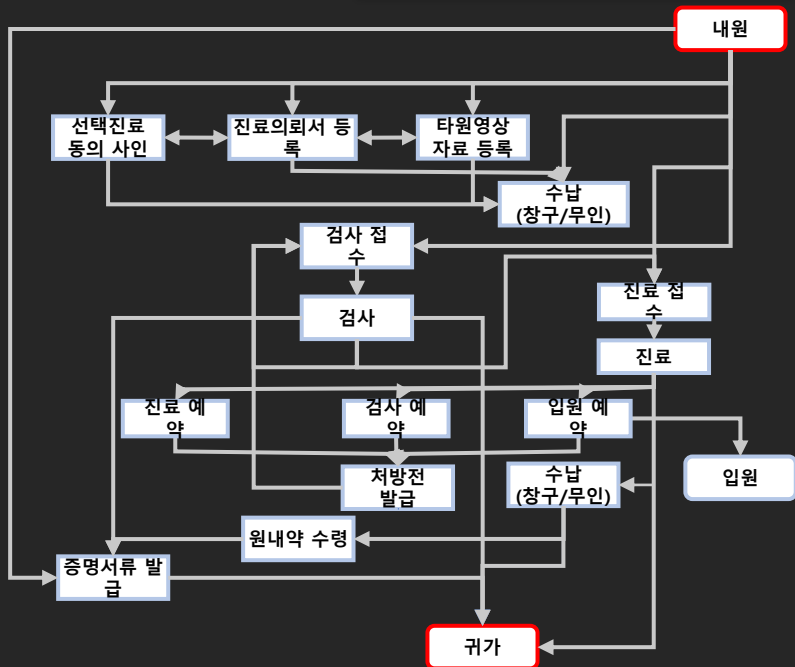 내원
선택진료
동의 사인
진료의뢰서 등
록
타원영상
자료 등록
수납
(창구/무인)
검사 접
수
진료 접
수
검사
진료
진료 예
약
검사 예
약
입원 예
약
처방전
발급
수납
(창구/무인)
입원
원내약 수령
증명서류 발
급
귀가